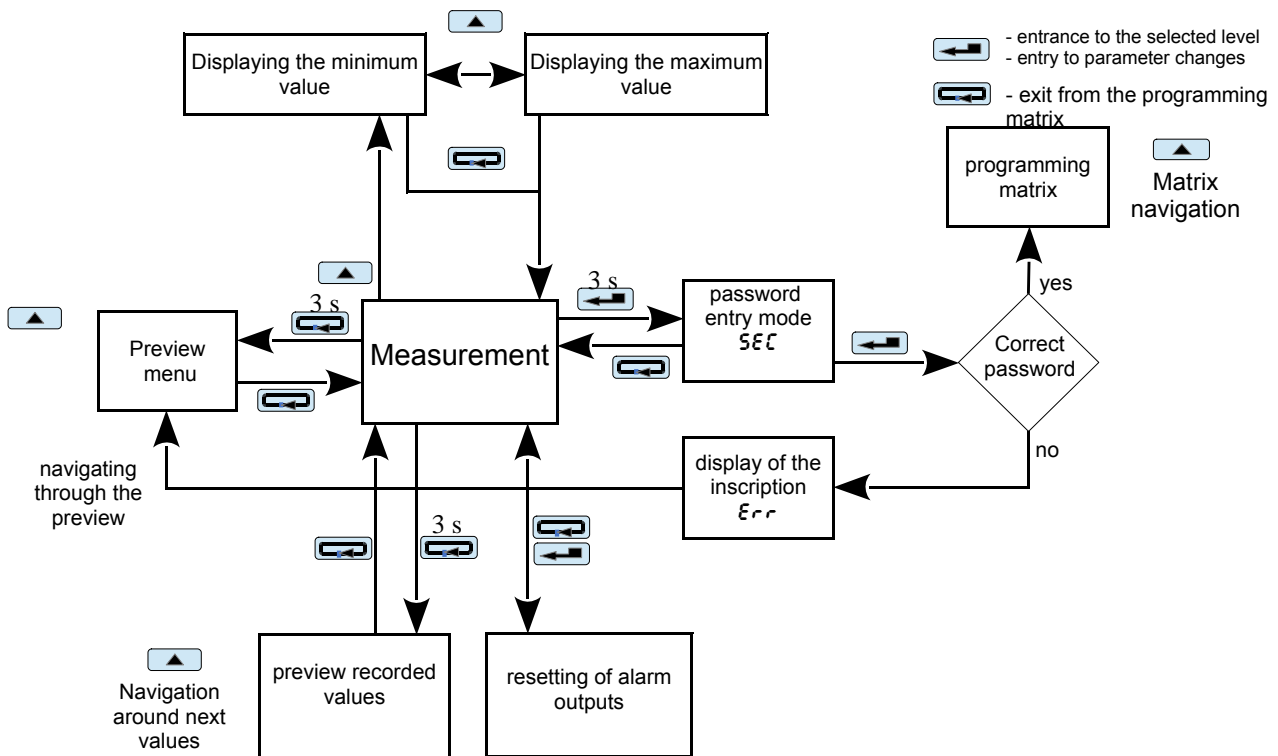 Displaying the minimum
value
Displaying the maximum
value
- entrance to the selected level
- entry to parameter changes
- exit from the programming
matrix
programming
matrix
Matrix
navigation
3 s
Preview
menu
Measurement
3 s
password
entry mode
SEC
yes
Correct
password
no
navigating
through the
preview
display of the
inscription
Err
3 s
Navigation
around next
values
preview recorded
values
resetting of alarm
outputs